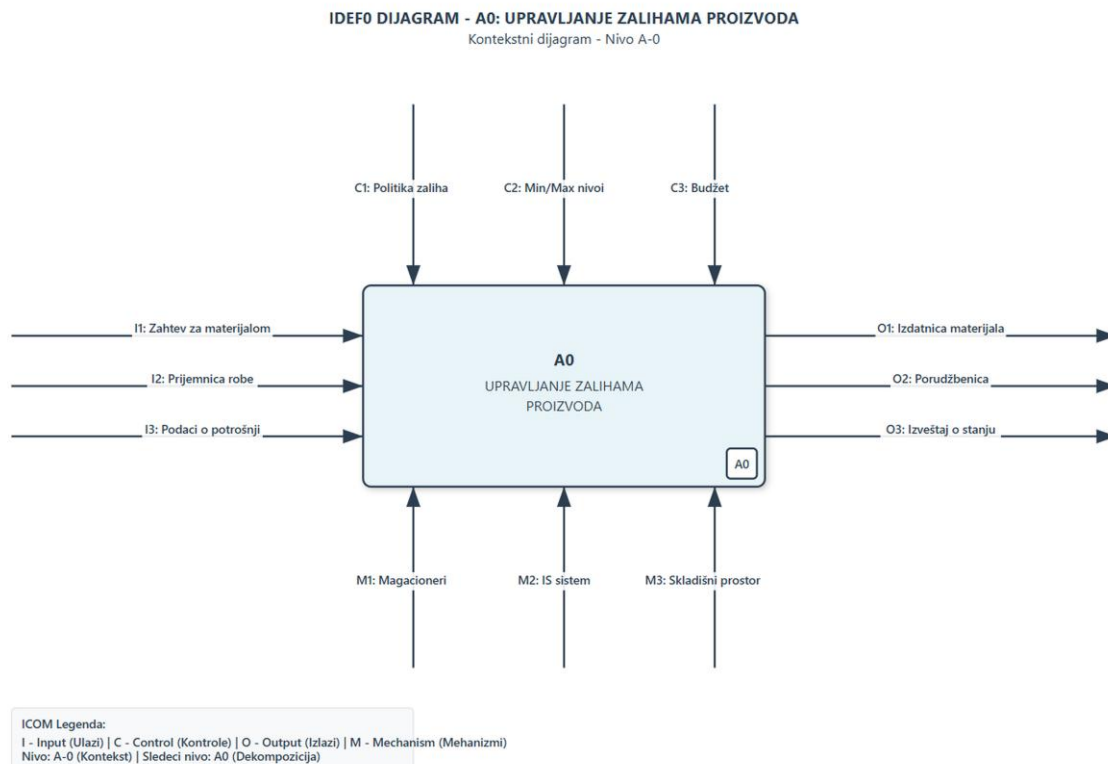 IDEF0 DIJAGRAM - A0: UPRAVLJANJE ZALIHAMA PROIZVODA
Kontekstni dijagram - Nivo A-0
C1: Politika zaliha
C2: Min/Max nivoi
C3: Budžet
I1: Zahtev za materijalom
I2: Prijemnica robe
I3: Podaci o potrošnji
A0
UPRAVLJANJE ZALIHAMA
PROIZVODA
A0
O1: Izdatnica materijala
O2: Porudžbenica
O3: Izveštaj o stanju
M1: Magacioneri
M2: IS sistem
M3: Skladišni prostor
ICOM Legenda:
I - Input (Ulazi) | C - Control (Kontrole) | O - Output (Izlazi) | M - Mechanism (Mehanizmi)
Nivo: A-0 (Kontekst) | Sledeci nivo: A0 (Dekompozicija)